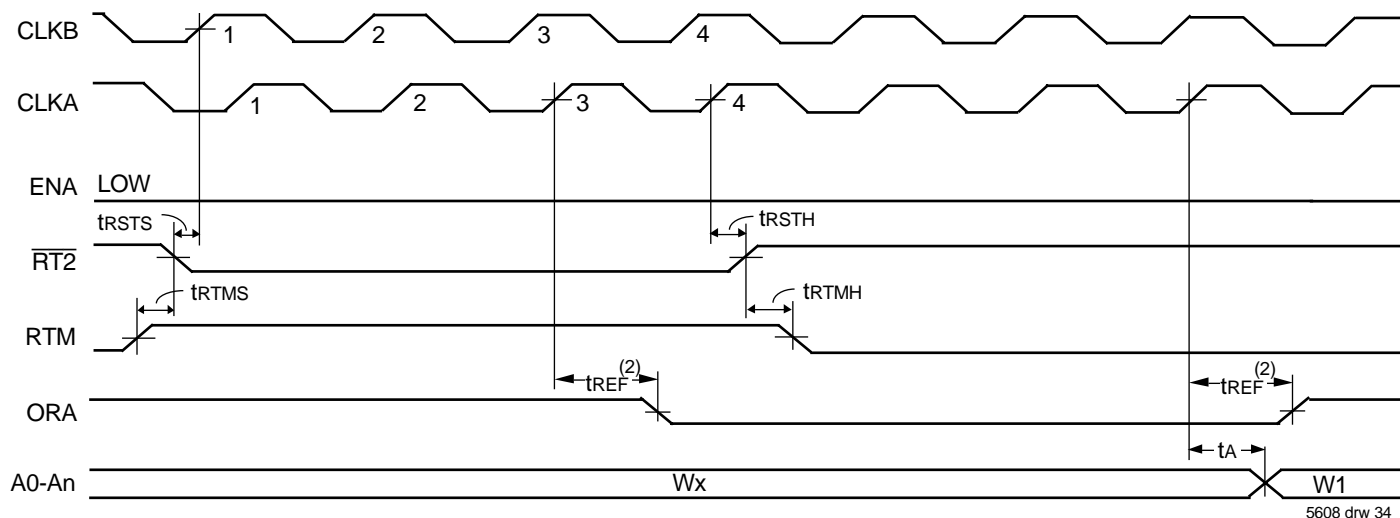 CLKB 1 2 3 4
CLKA 1 2 3 4
ENA LOW
tRSTS tRSTH
RT2
tRTMS tRTMH
RTM
tREF(2) tREF(2)
ORA
tA
A0-An Wx W1
5608 drw 34